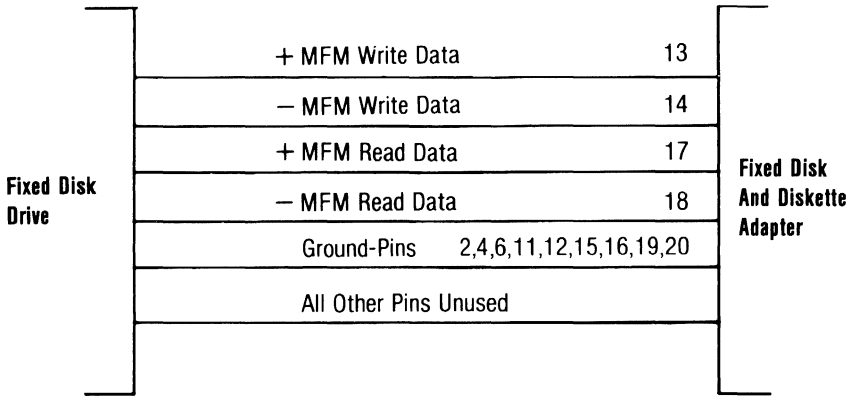 + MFM Write Data 13
− MFM Write Data 14
+ MFM Read Data 17
− MFM Read Data 18
Ground-Pins 2,4,6,11,12,15,16,19,20
All Other Pins Unused
Fixed Disk
Drive
Fixed Disk
And Diskette
Adapter